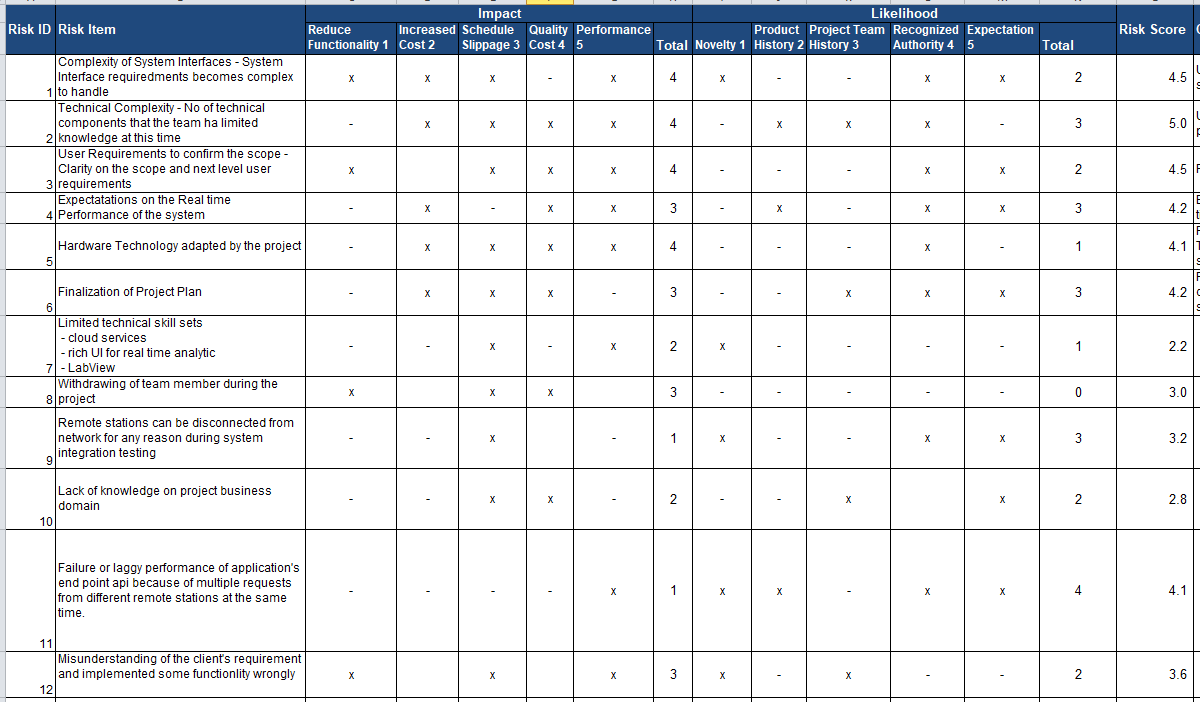 Impact Likelihood
Risk ID Risk Item Reduce Functionality 1 Increased Cost 2 Schedule Slippage 3 Quality Cost 4 Performance 5 Total Novelty 1 Product History 2 Project Team History 3 Recognized Authority 4 Expectation 5 Total Risk Score
Complexity of System Interfaces - System
Interface requiredments becomes complex
to handle
1 x x x - x 4 x - - x - 2 4.5
Technical Complexity - No of technical
components that the team ha limited
knowledge at this time
2 - x x x x 4 - x x x - 3 5.0
User Requirements to confirm the scope -
Clarity on the scope and next level user
requirements
3 x x x x 4 - - - x x 2 4.5
Expectatations on the Real time
Performance of the system
4 - x - x x 3 - x - x x 3 4.2
Hardware Technology adapted by the project
5 - x x x x 4 - - - x - 1 4.1
Finalization of Project Plan
6 - x x x - 3 - - x x x 3 4.2
Limited technical skill sets
- cloud services
- rich UI for real time analytic
- LabView
7 - - x - x 2 x - - - - 1 2.2
Withdrawing of team member during the
project
8 x x x 3 - - - - - 0 3.0
Remote stations can be disconnected from
network for any reason during system
integration testing
9 - - x - 1 x - - x x 3 3.2
Lack of knowledge on project business
domain
10 - - x x - 2 - - x x 2 2.8
Failure or laggy performance of application's
end point api because of multiple requests
from different remote stations at the same
time.
11 - - - - x 1 x x - x x 4 4.1
Misunderstanding of the client's requirement
and implemented some functionlity wrongly
12 x x x 3 x - x - - 2 3.6